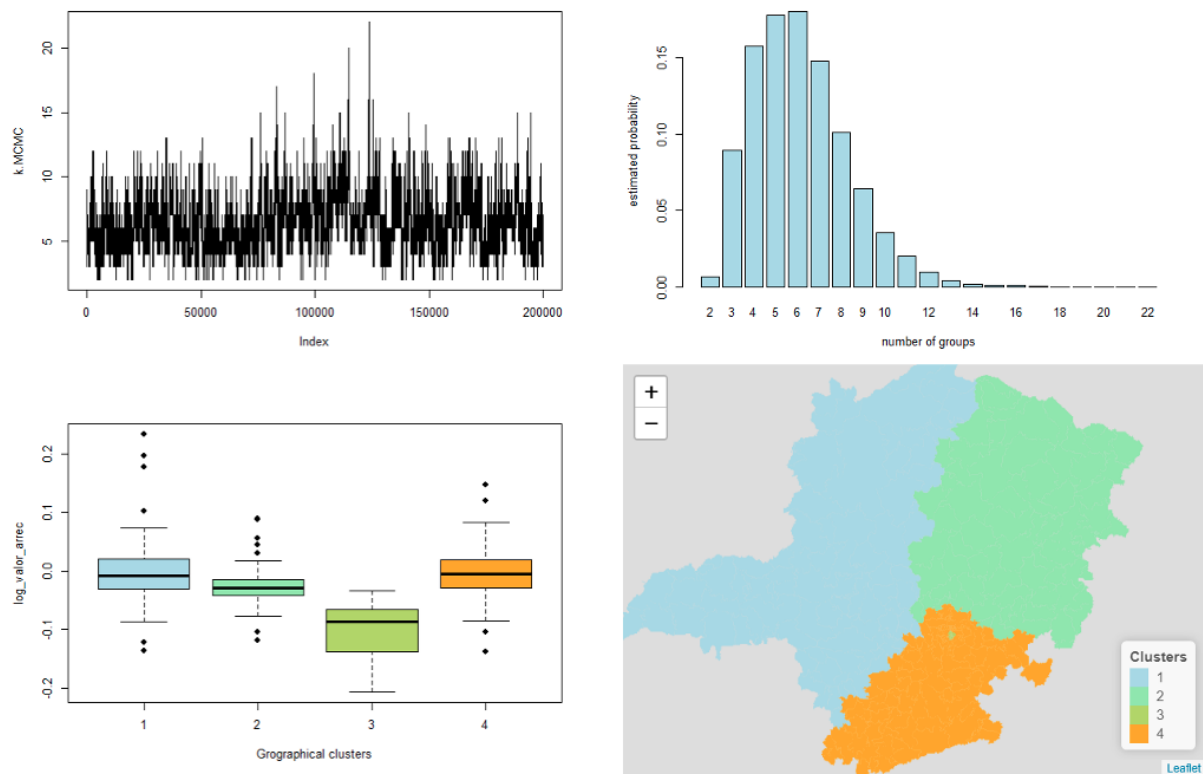 k.MCMC
20
15
10
5
0 50000 100000 150000 200000
Index
estimated probability
0.15
0.10
0.05
0.00
2 3 4 5 6 7 8 9 10 12 14 16 18 20 22
number of groups
log_valor_arrec
0.2
0.1
0.0
-0.1
-0.2
1 2 3 4
Grographical clusters
+
−
Clusters
1
2
3
4
Leaflet